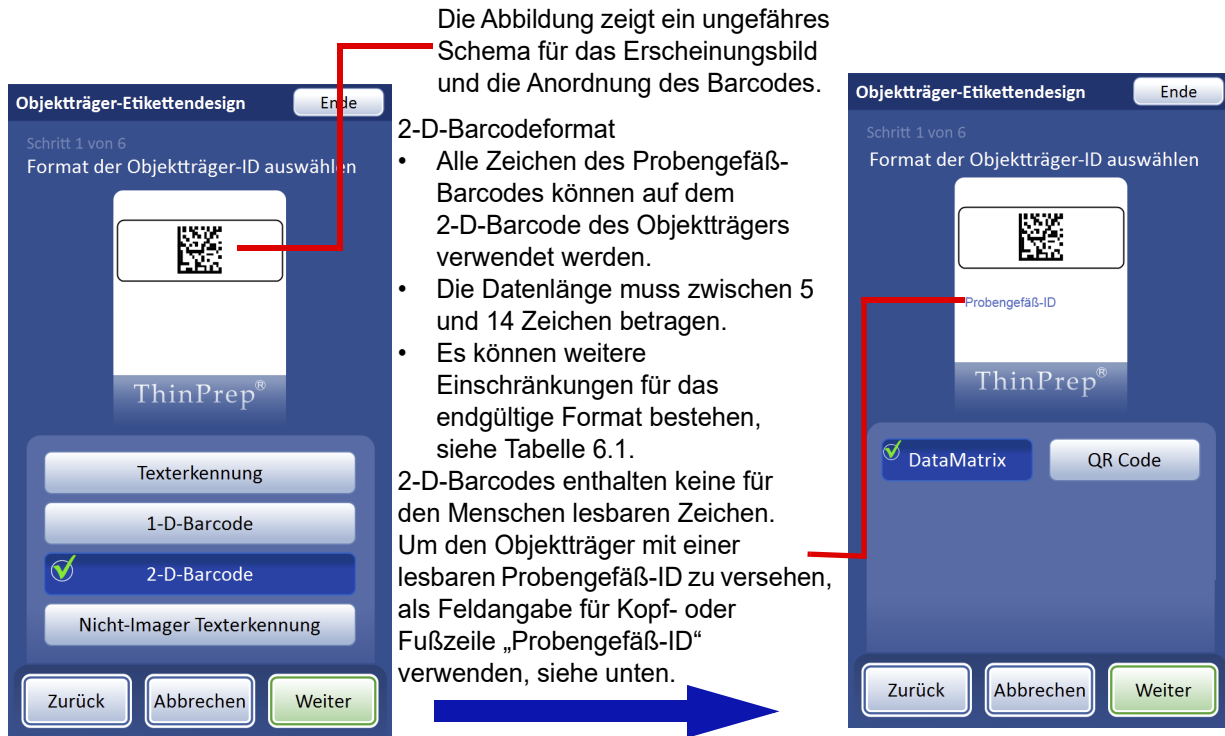 Die Abbildung zeigt ein ungefähres
Schema für das Erscheinungsbild
und die Anordnung des Barcodes.
Objektträger-Etikettendesign
Ende
Schritt 1 von 6
Format der Objektträger-ID auswählen
ThinPrep®
Texterkennung
1-D-Barcode
2-D-Barcode
Nicht-Imager Texterkennung
Zurück
Abbrechen
Weiter
2-D-Barcodeformat
• Alle Zeichen des Probengefäß-
Barcodes können auf dem
2-D-Barcode des Objektträgers
verwendet werden.
• Die Datenlänge muss zwischen 5
und 14 Zeichen betragen.
• Es können weitere
Einschränkungen für das
endgültige Format bestehen,
siehe Tabelle 6.1.
2-D-Barcodes enthalten keine für
den Menschen lesbaren Zeichen.
Um den Objektträger mit einer
lesbaren Probengefäß-ID zu versehen,
als Feldangabe für Kopf- oder
Fußzeile „Probengefäß-ID“
verwenden, siehe unten.
Objektträger-Etikettendesign
Ende
Schritt 1 von 6
Format der Objektträger-ID auswählen
Probengefäß-ID
ThinPrep®
DataMatrix
QR Code
Zurück
Abbrechen
Weiter